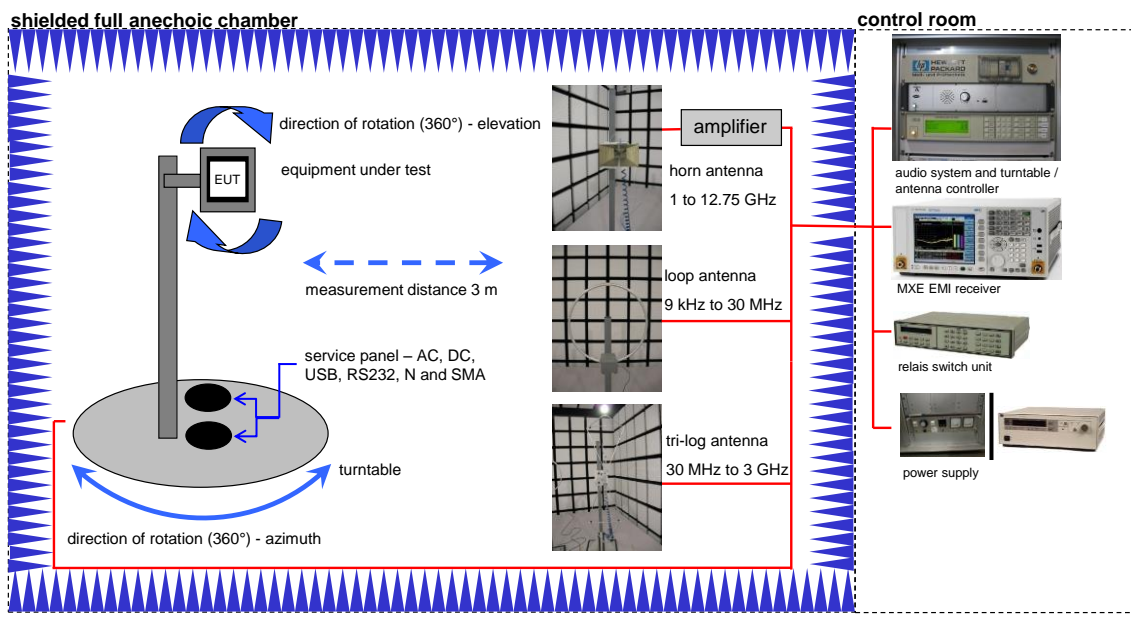 shielded full anechoic chamber
control room
direction of rotation (360°) - elevation
equipment under test
EUT
measurement distance 3 m
service panel – AC, DC,
USB, RS232, N and SMA
turntable
direction of rotation (360°) - azimuth
amplifier
horn antenna
1 to 12.75 GHz
loop antenna
9 kHz to 30 MHz
tri-log antenna
30 MHz to 3 GHz
audio system and turntable /
antenna controller
MXE EMI receiver
relais switch unit
power supply